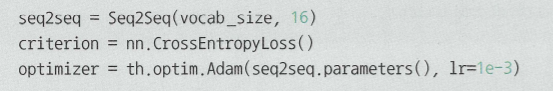 seq2seq = Seq2Seq(vocab_size, 16)
criterion = nn.CrossEntropyLoss()
optimizer = th.optim.Adam(seq2seq.parameters(), lr=1e-3)